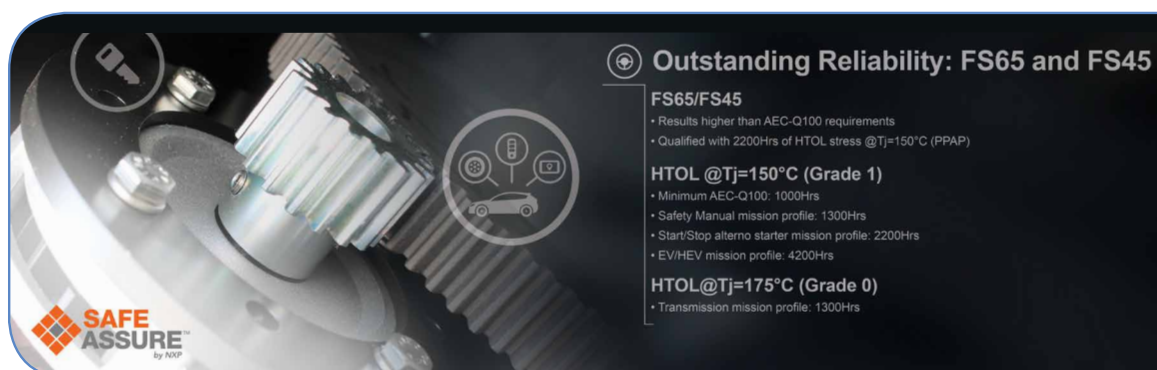 Outstanding Reliability: FS65 and FS45
FS65/FS45
• Results higher than AEC-Q100 requirements
• Qualified with 2200Hrs of HTOL stress @Tj=150°C (PPAP)
HTOL @Tj=150°C (Grade 1)
• Minimum AEC-Q100: 1000Hrs
• Safety Manual mission profile: 1300Hrs
• Start/Stop alterno starter mission profile: 2200Hrs
• EV/HEV mission profile: 4200Hrs
HTOL@Tj=175°C (Grade 0)
• Transmission mission profile: 1300Hrs
SAFE
ASSURE™
by NXP